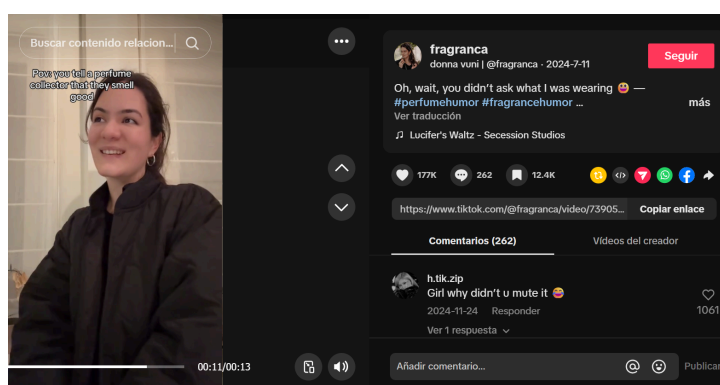 Buscar contenido relacion...
Pov: you tell a perfume
collector that they smell
good
00:11/00:13
fragranca
donna vuni | @fragranca · 2024-7-11
Seguir
Oh, wait, you didn't ask what I was
wearing 😃 —
#perfumehumor #fragrancehumor ...
más
Ver traducción
♫ Lucifer's Waltz - Secession Studios
177K
262
12.4K
https://www.tiktok.com/@fragranca/video/73905...
Copiar enlace
Comentarios (262)
Vídeos del creador
h.tik.zip
Girl why didn't u mute it 😂
2024-11-24 Responder
1061
Ver 1 respuesta
Añadir comentario...
Publicar